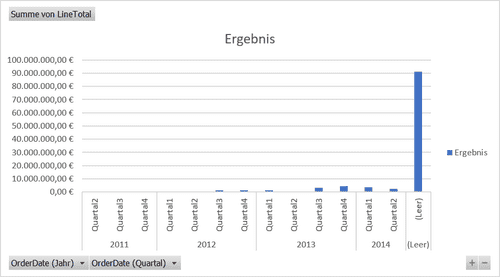 Summe von LineTotal
Ergebnis
100.000.000,00 €
90.000.000,00 €
80.000.000,00 €
70.000.000,00 €
60.000.000,00 €
50.000.000,00 €
40.000.000,00 €
30.000.000,00 €
20.000.000,00 €
10.000.000,00 €
0,00 €
Ergebnis
Quartal2 Quartal3 Quartal4 Quartal1 Quartal2 Quartal3 Quartal4 Quartal1 Quartal2 Quartal3 Quartal4 Quartal1 Quartal2 (Leer)
2011 2012 2013 2014 (Leer)
OrderDate (Jahr) OrderDate (Quartal) + -